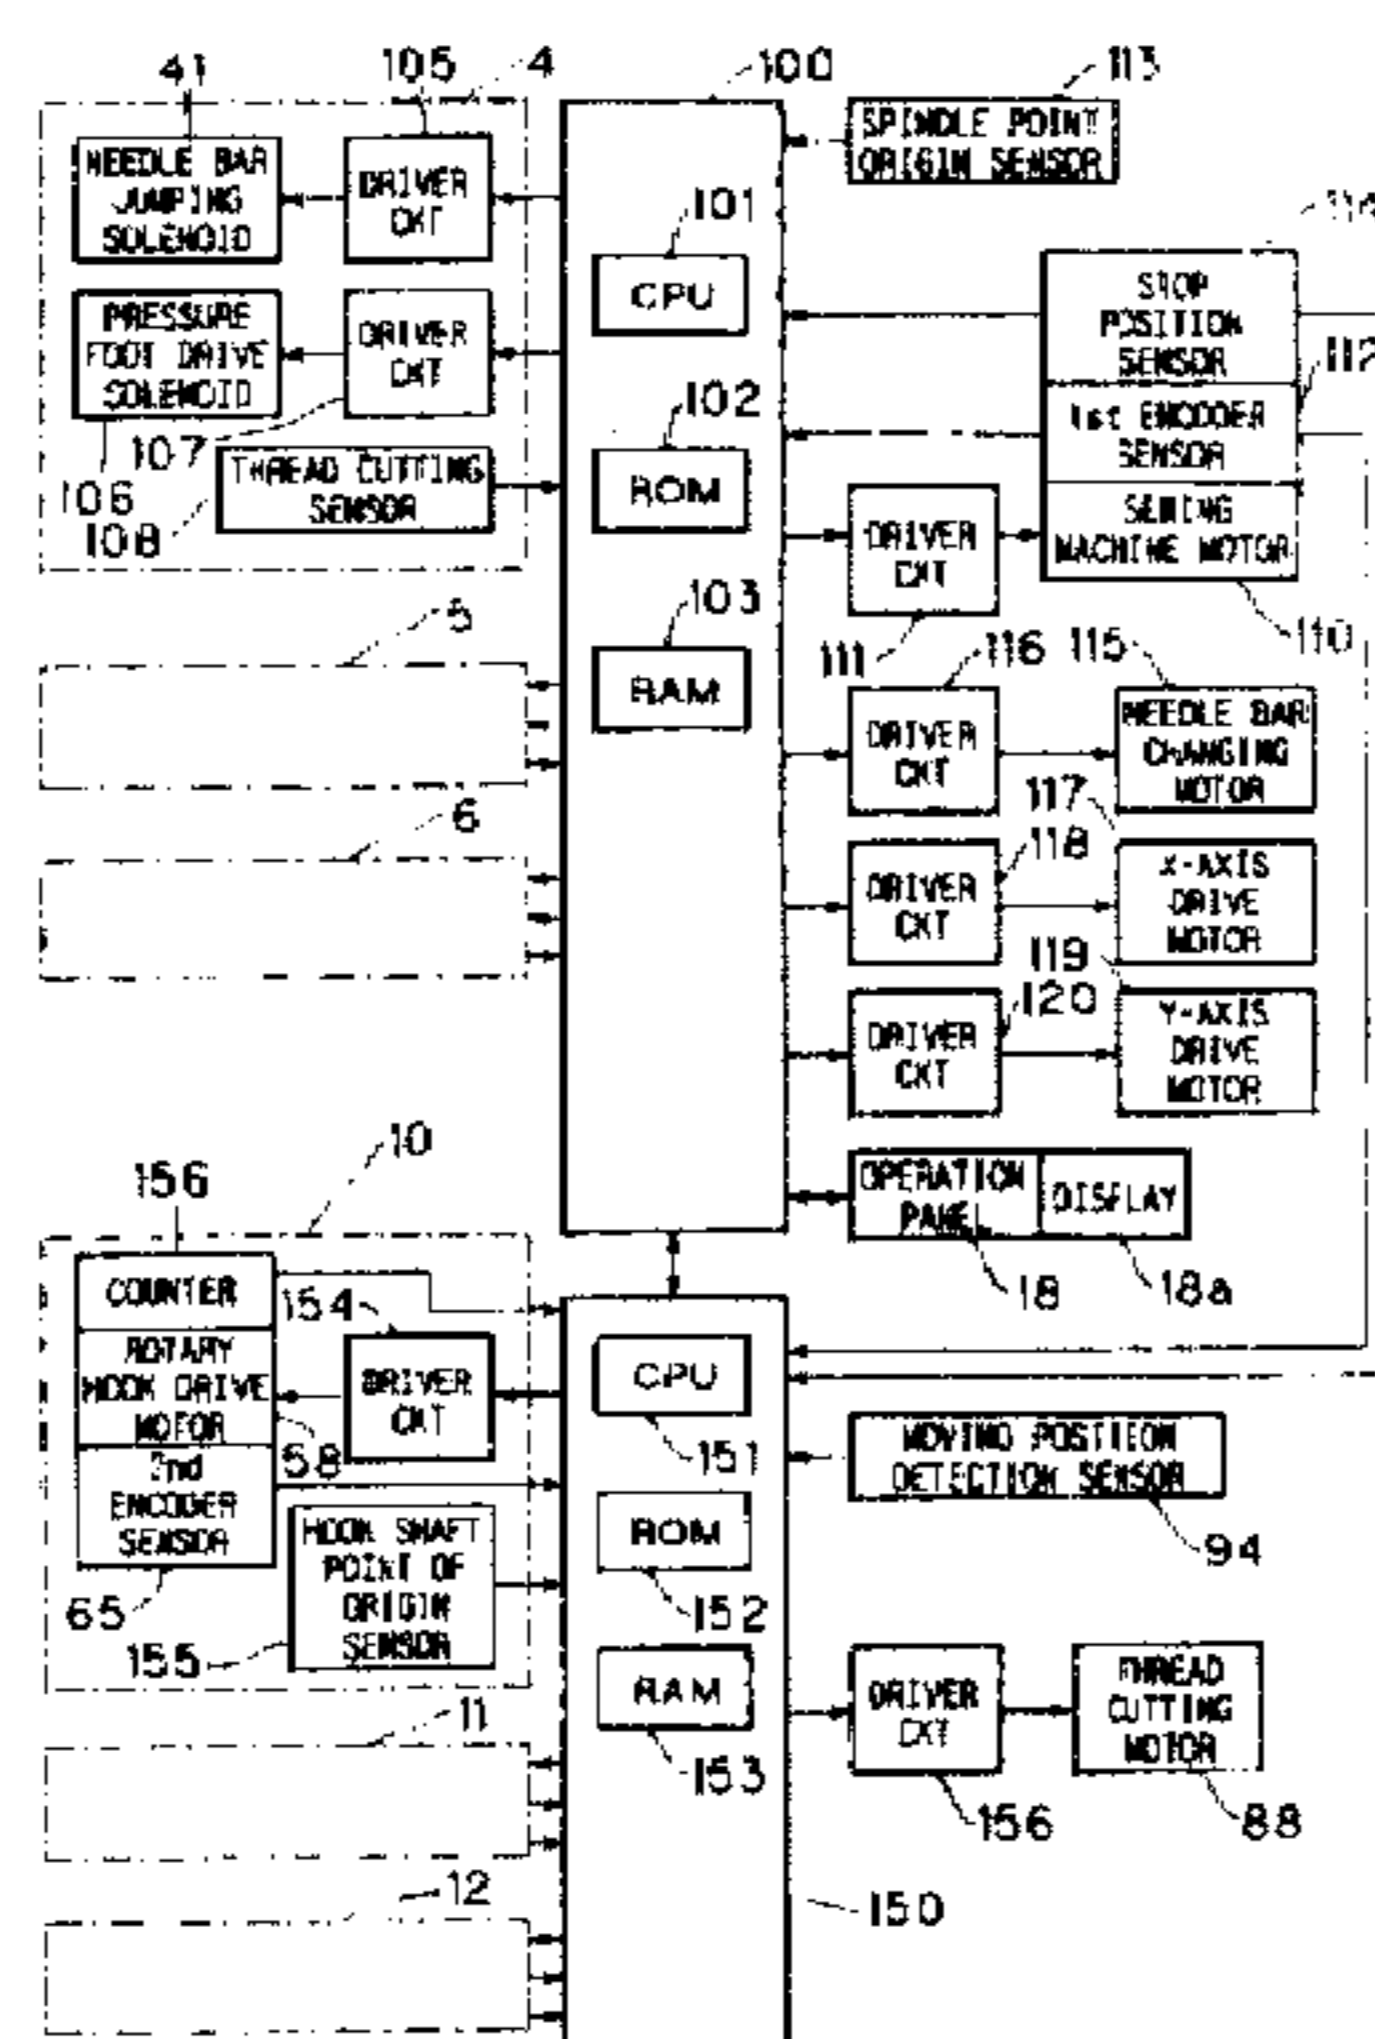 41
105
4
100
113
NEEDLE BAR
JUMPING
SOLENOID
DRIVER
CKT
SPINDLE POINT
ORIGIN SENSOR
101
CPU
114
PRESSURE
FOOT DRIVE
SOLENOID
DRIVER
CKT
STOP
POSITION
SENSOR
112
1st ENCODER
SENSOR
SEWING
MACHINE MOTOR
110
107
106
108
THREAD CUTTING
SENSOR
102
ROM
DRIVER
CKT
111
103
RAM
5
116
115
DRIVER
CKT
NEEDLE BAR
CHANGING
MOTOR
6
117
118
DRIVER
CKT
X-AXIS
DRIVE
MOTOR
119
120
DRIVER
CKT
Y-AXIS
DRIVE
MOTOR
OPERATION
PANEL
DISPLAY
18
18a
10
156
COUNTER
154
ROTARY
HOOK DRIVE
MOTOR
58
DRIVER
CKT
2nd
ENCODER
SENSOR
65
HOOK SHAFT
POINT OF
ORIGIN
SENSOR
155
CPU
151
ROM
152
RAM
153
MOVING POSITION
DETECTION SENSOR
94
DRIVER
CKT
156
THREAD
CUTTING
MOTOR
88
11
12
150